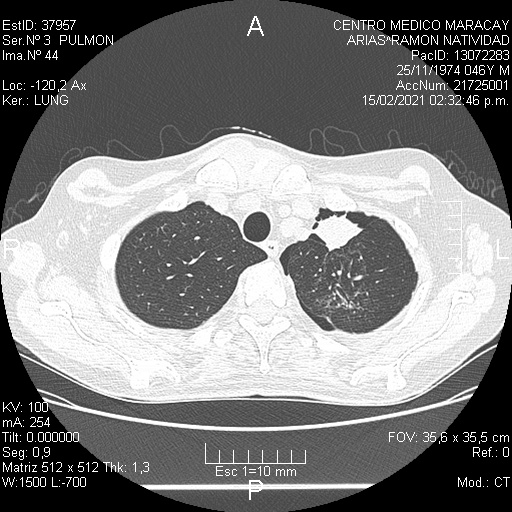 EstID: 37957
Ser.Nº 3 PULMON
Ima.Nº 44
Loc: -120,2 Ax
Ker.: LUNG
A
CENTRO MEDICO MARACAY
ARIAS^RAMON NATIVIDAD
PacID: 13072283
25/11/1974 046Y M
AccNum: 21725001
15/02/2021 02:32:46 p.m.
R
L
KV: 100
mA: 254
Tilt: 0.000000
Seg: 0,9
Matriz 512 x 512 Thk: 1,3
W:1500 L:-700
Esc 1=10 mm
P
FOV: 35,6 x 35,5 cm
Ref.: 0
Mod.: CT